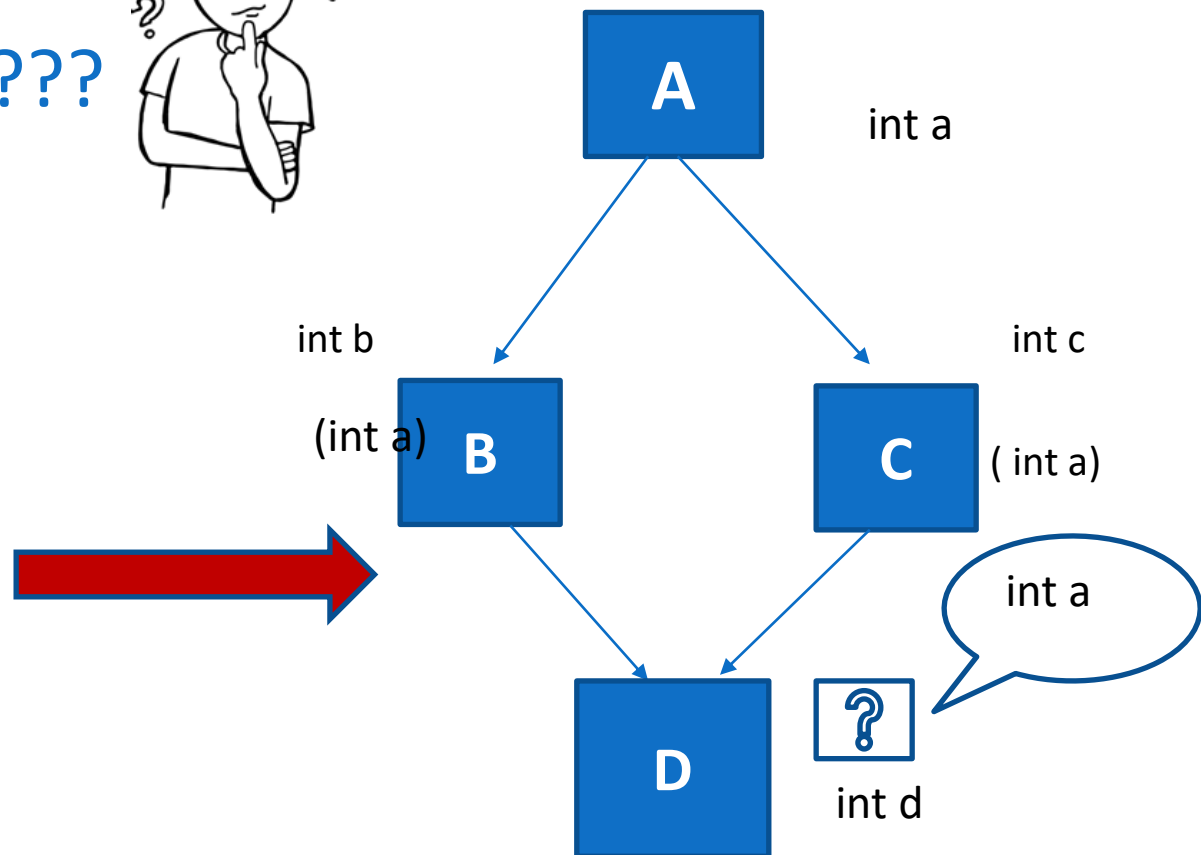 ???
A
int a
int b
int c
(int a)
B
C
( int a)
int a
?
D
int d